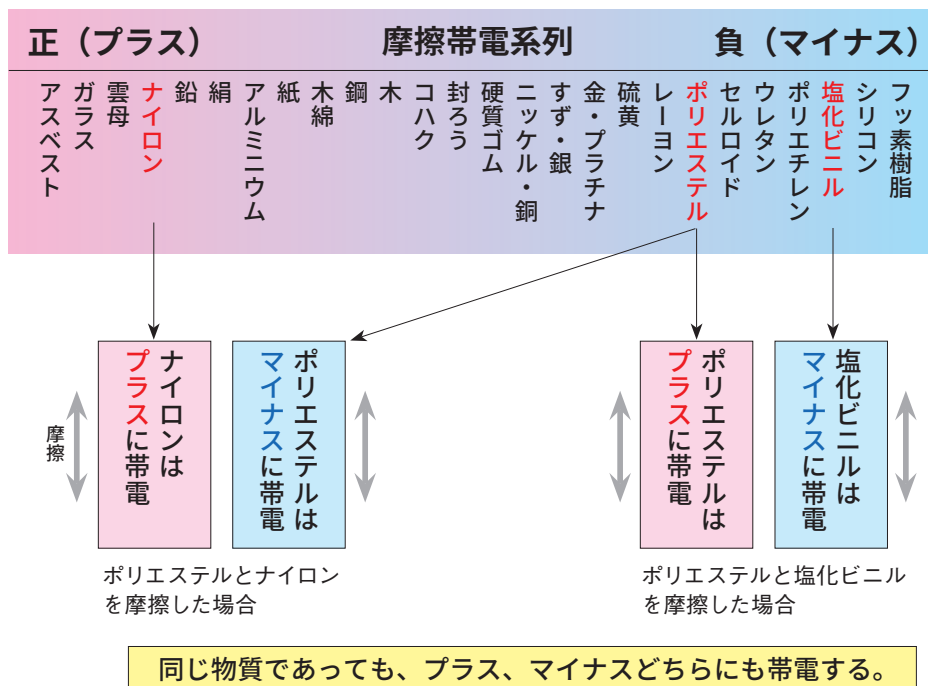 正（プラス）
摩擦帯電系列
負（マイナス）
アスベスト
ガラス
雲母
ナイロン
鉛
絹
アルミニウム
紙
木綿
鋼
木
コハク
封ろう
硬質ゴム
ニッケル・銅
すず・銀
金・プラチナ
硫黄
レーヨン
ポリエステル
セルロイド
ウレタン
ポリエチレン
塩化ビニル
シリコン
フッ素樹脂
摩擦
ナイロンは
プラスに帯電
ポリエステルは
マイナスに帯電
ポリエステルとナイロン
を摩擦した場合
ポリエステルは
プラスに帯電
塩化ビニルは
マイナスに帯電
ポリエステルと塩化ビニル
を摩擦した場合
同じ物質であっても、プラス、マイナスどちらにも帯電する。